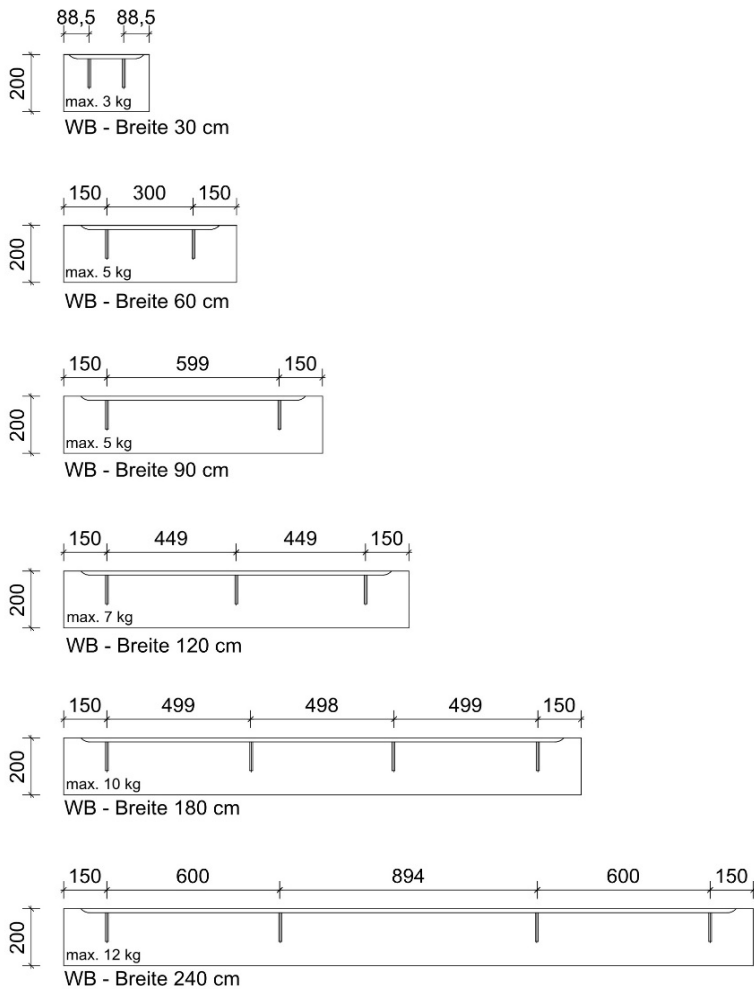 88,5 88,5
200
max. 3 kg
WB - Breite 30 cm
150 300 150
200
max. 5 kg
WB - Breite 60 cm
150 599 150
200
max. 5 kg
WB - Breite 90 cm
150 449 449 150
200
max. 7 kg
WB - Breite 120 cm
150 499 498 499 150
200
max. 10 kg
WB - Breite 180 cm
150 600 894 600 150
200
max. 12 kg
WB - Breite 240 cm